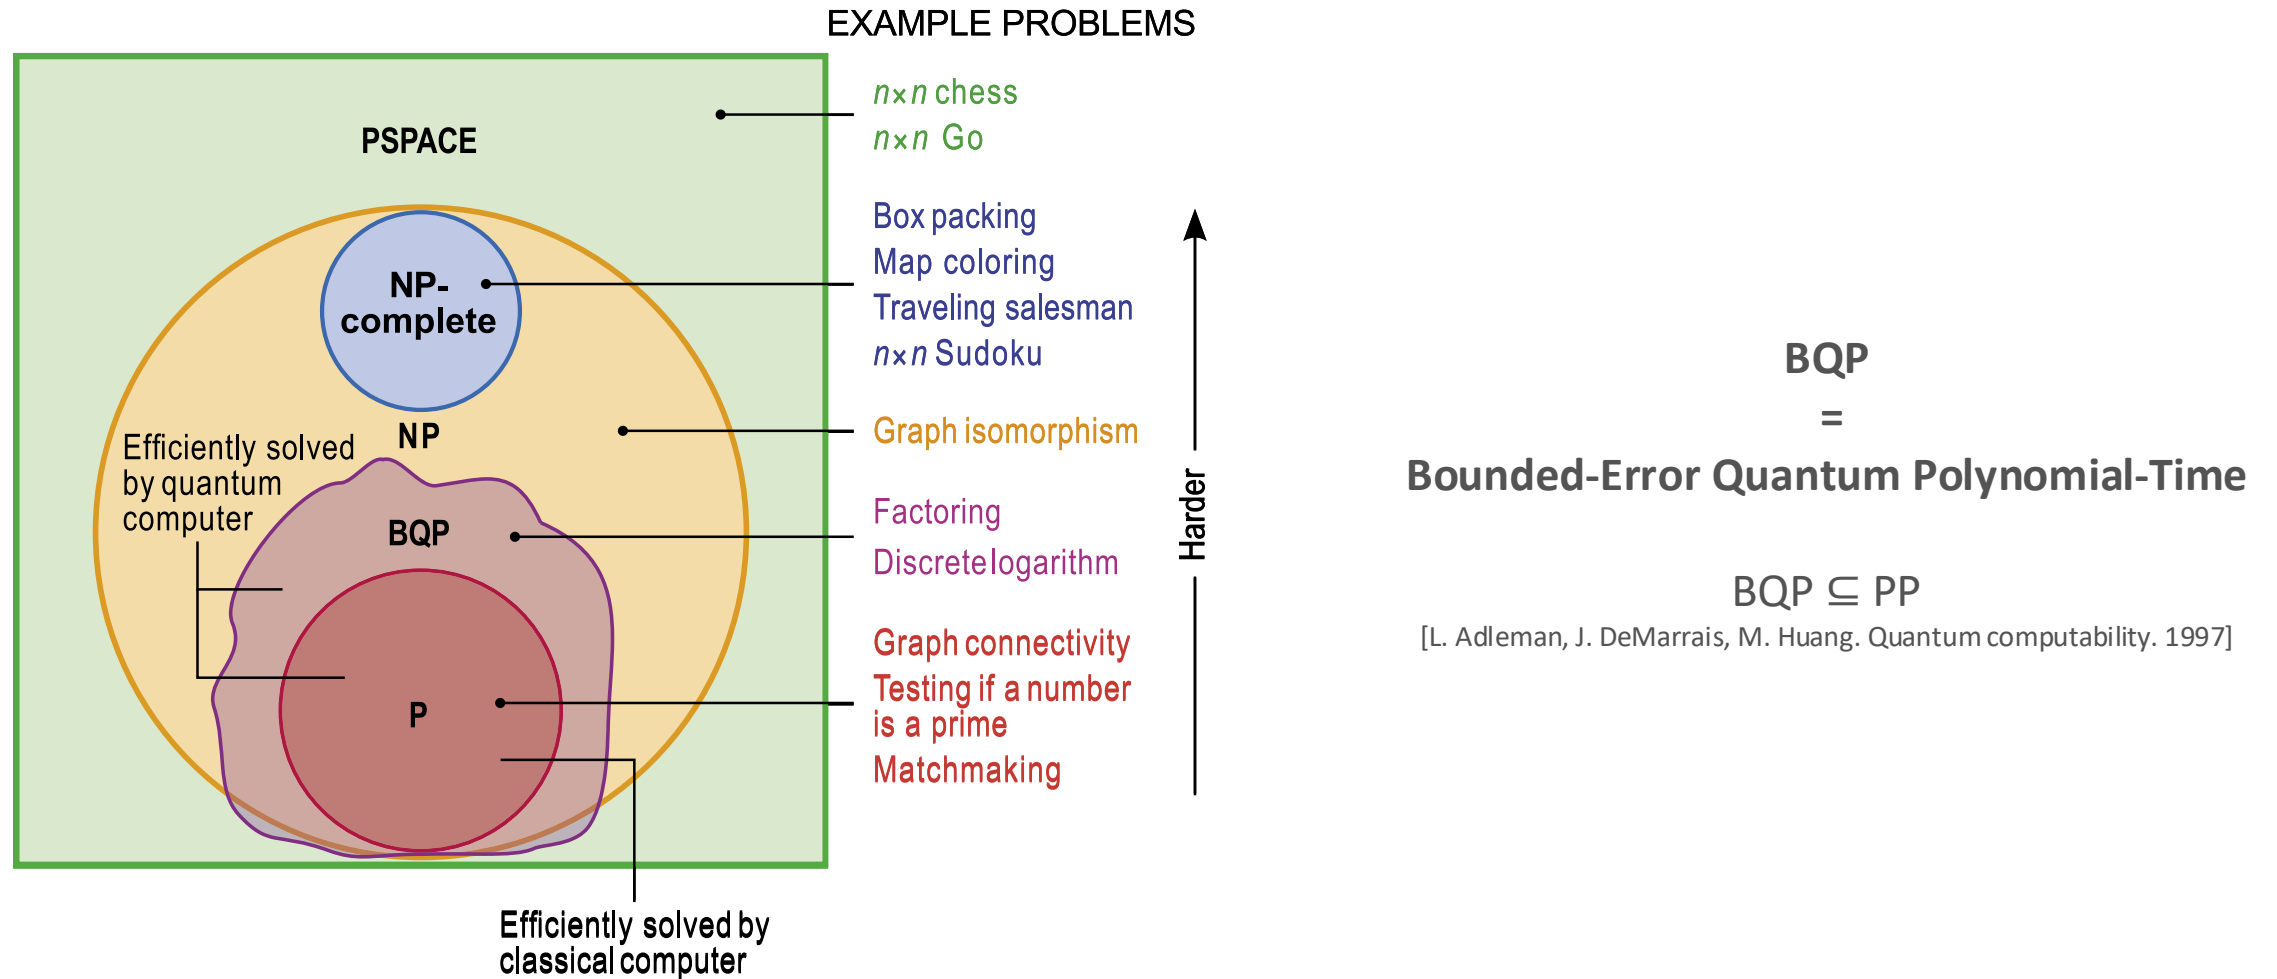 EXAMPLE PROBLEMS
PSPACE
n×n chess
n×n Go
NP-
complete
Box packing
Map coloring
Traveling salesman
n×n Sudoku
NP
Graph isomorphism
Efficiently solved
by quantum
computer
BQP
Factoring
Discrete logarithm
P
Graph connectivity
Testing if a number
is a prime
Matchmaking
Efficiently solved by
classical computer
Harder
BQP
=
Bounded-Error Quantum Polynomial-Time
BQP ⊆ PP
[L. Adleman, J. DeMarrais, M. Huang. Quantum computability. 1997]